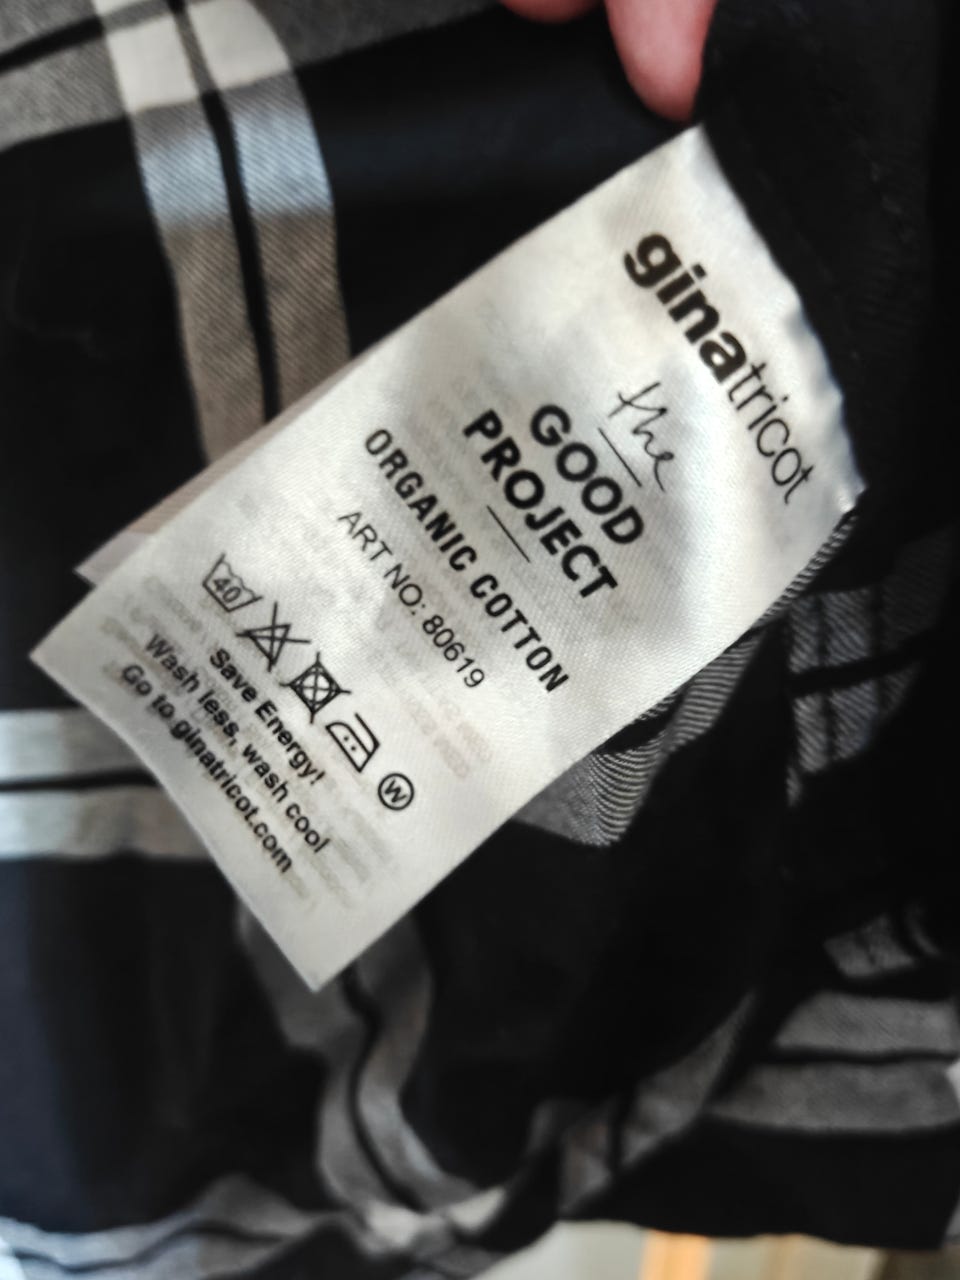 ginatricot
the
GOOD
PROJECT
ORGANIC COTTON
ART NO: 80619
40
W
Save Energy!
Wash less, wash cool
Go to ginatricot.com